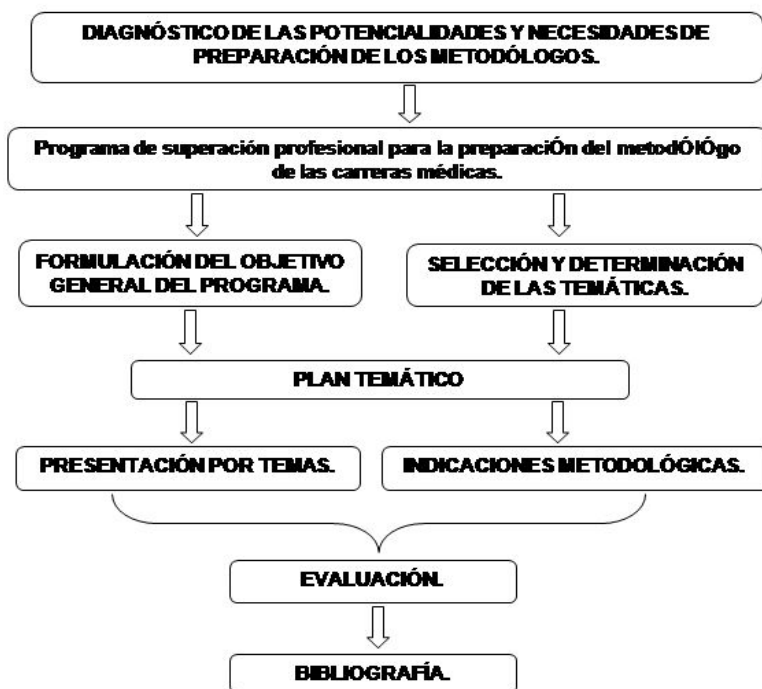 DIAGNÓSTICO DE LAS POTENCIALIDADES Y NECESIDADES DE
PREPARACIÓN DE LOS METODÓLOGOS.
Programa de superación profesional para la preparaciÓn del metodÓlÓgo
de las carreras médicas.
FORMULACIÓN DEL OBJETIVO
GENERAL DEL PROGRAMA.
SELECCIÓN Y DETERMINACIÓN
DE LAS TEMÁTICAS.
PLAN TEMÁTICO
PRESENTACIÓN POR TEMAS.
INDICACIONES METODOLÓGICAS.
EVALUACIÓN.
BIBLIOGRAFÍA.